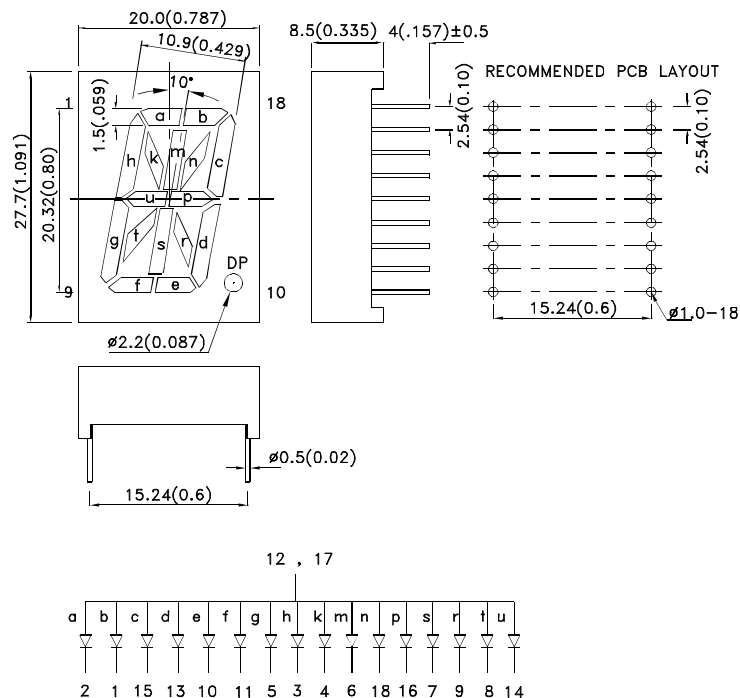 20.0(0.787)
10.9(0.429)
8.5(0.335) 4(.157)±0.5
10°
RECOMMENDED PCB LAYOUT
1 18
1.5(.059)
a b
h k m n c
u p
g t s r d
f e
DP
9 10
27.7(1.091)
20.32(0.80)
2.54(0.10)
2.54(0.10)
15.24(0.6)
ø1.0-18
ø2.2(0.087)
ø0.5(0.02)
15.24(0.6)
12 , 17
a b c d e f g h k m n p s r t u
2 1 15 13 10 11 5 3 4 6 18 16 7 9 8 14